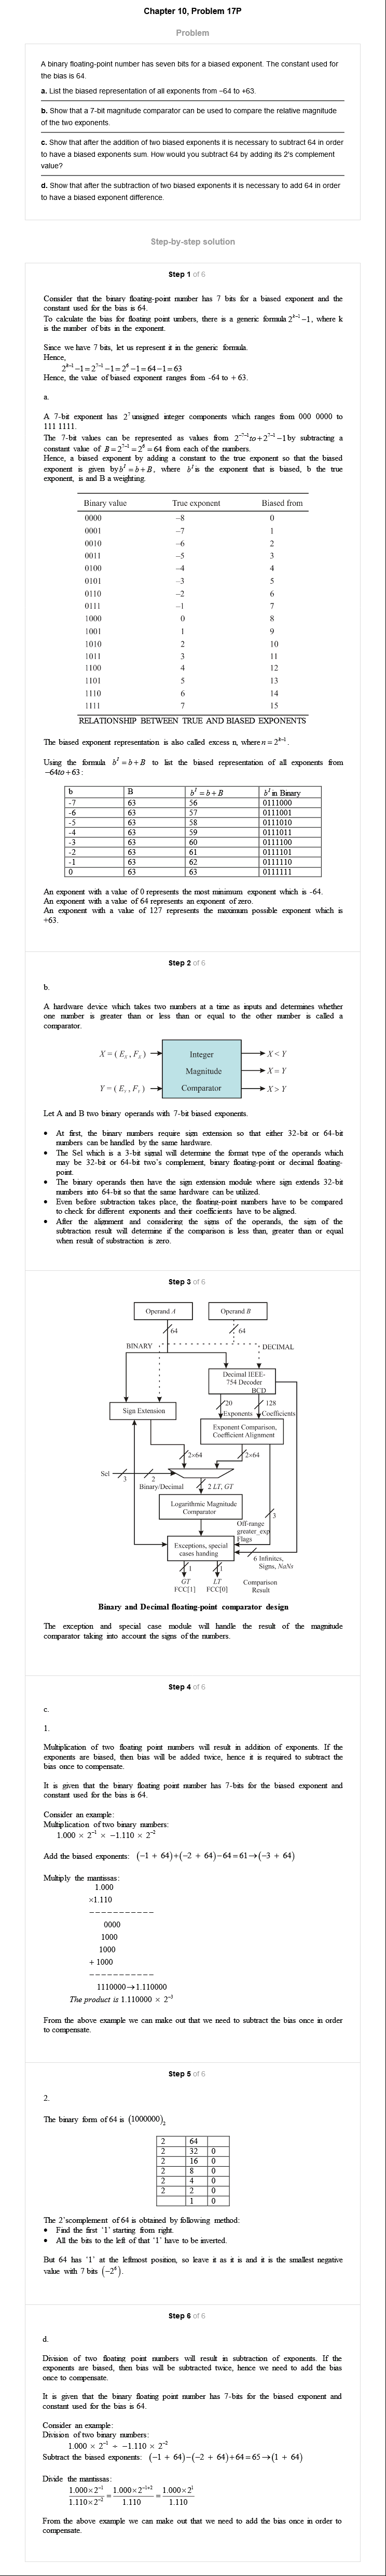 Chapter 10, Problem 17P
Problem
A binary floating-point number has seven bits for a biased exponent. The constant used for
the bias is 64.
a. List the biased representation of all exponents from –64 to +63.
b. Show that a 7-bit magnitude comparator can be used to compare the relative magnitude
of the two exponents.
c. Show that after the addition of two biased exponents it is necessary to subtract 64 in order
to have a biased exponents sum. How would you subtract 64 by adding its 2's complement
value?
d. Show that after the subtraction of two biased exponents it is necessary to add 64 in order
to have a biased exponent difference.
Step-by-step solution
Step 1 of 6
Consider that the binary floating-point number has 7 bits for a biased exponent and the
constant used for the bias is 64.
To calculate the bias for floating point umbers, there is a generic formula 2^{k-1} – 1, where k
is the number of bits in the exponent.
Since we have 7 bits, let us represent it in the generic formula.
Hence,
2^{k-1} – 1 = 2^{7-1} – 1 = 2^6 – 1 = 64 – 1 = 63
Hence, the value of biased exponent ranges from -64 to + 63.
a.
A 7-bit exponent has 2^7 unsigned integer components which ranges from 000 0000 to
111 1111.
The 7-bit values can be represented as values from 2^{-7-1} to + 2^{7-1} – 1 by subtracting a
constant value of B = 2^{7-1} = 2^6 = 64 from each of the numbers.
Hence, a biased exponent by adding a constant to the true exponent so that the biased
exponent is given by b^I = b + B, where b^I is the exponent that is biased, b the true
exponent, is and B a weighting.
Binary value True exponent Biased from
0000 –8 0
0001 –7 1
0010 –6 2
0011 –5 3
0100 –4 4
0101 –3 5
0110 –2 6
0111 –1 7
1000 0 8
1001 1 9
1010 2 10
1011 3 11
1100 4 12
1101 5 13
1110 6 14
1111 7 15
RELATIONSHIP BETWEEN TRUE AND BIASED EXPONENTS
The biased exponent representation is also called excess n, where n = 2^{k-1}.
Using the formula b^I = b + B to list the biased representation of all exponents from
–64 to + 63 :
b B b^I = b + B b^I in Binary
-7 63 56 0111000
-6 63 57 0111001
-5 63 58 0111010
-4 63 59 0111011
-3 63 60 0111100
-2 63 61 0111101
-1 63 62 0111110
0 63 63 0111111
An exponent with a value of 0 represents the most minimum exponent which is -64.
An exponent with a value of 64 represents an exponent of zero.
An exponent with a value of 127 represents the maximum possible exponent which is
+63.
Step 2 of 6
b.
A hardware device which takes two numbers at a time as inputs and determines whether
one number is greater than or less than or equal to the other number is called a
comparator.
X = ( E_X , F_X ) Integer X < Y
Magnitude X = Y
Y = ( E_Y , F_Y ) Comparator X > Y
Let A and B two binary operands with 7-bit biased exponents.
• At first, the binary numbers require sign extension so that either 32-bit or 64-bit
numbers can be handled by the same hardware.
• The Sel which is a 3-bit signal will determine the format type of the operands which
may be 32-bit or 64-bit two's complement, binary floating-point or decimal floating-
point.
• The binary operands then have the sign extension module where sign extends 32-bit
numbers into 64-bit so that the same hardware can be utilized.
• Even before subtraction takes place, the floating-point numbers have to be compared
to check for different exponents and their coefficients have to be aligned.
• After the alignment and considering the signs of the operands, the sign of the
subtraction result will determine if the comparison is less than, greater than or equal
when result of substraction is zero.
Step 3 of 6
Operand A Operand B
64 64
BINARY DECIMAL
Decimal IEEE-
754 Decoder
BCD
Sign Extension
20 128
Exponents Coefficients
Exponent Comparison,
Coefficient Alignment
2×64 2×64
Sel
3 2
Binary/Decimal 2 LT, GT
Logarithmic Magnitude
Comparator
3
Off-range
greater_exp
Flags
Exceptions, special
cases handing
6 Infinites,
Signs, NaNs
1 1
GT LT Comparison
FCC[1] FCC[0] Result
Binary and Decimal floating-point comparator design
The exception and special case module will handle the result of the magnitude
comparator taking into account the signs of the numbers.
Step 4 of 6
c.
1.
Multiplication of two floating point numbers will result in addition of exponents. If the
exponents are biased, then bias will be added twice, hence it is required to subtract the
bias once to compensate.
It is given that the binary floating point number has 7-bits for the biased exponent and
constant used for bias is 64.
Consider an example:
Multiplication of two binary numbers:
1.000 × 2^{-1} × –1.110 × 2^{-2}
Add the biased exponents: (–1 + 64)+(–2 + 64)–64 = 61→(–3 + 64)
Multiply the mantissas:
1.000
×1.110
-----------
0000
1000
1000
+ 1000
-----------
1110000→1.110000
The product is 1.110000 × 2^{-3}
From the above example we can make out that we need to subtract the bias once in order
to compensate.
Step 5 of 6
2.
The binary form of 64 is (1000000)_2
2 64
2 32 0
2 16 0
2 8 0
2 4 0
2 2 0
1 0
The 2'scomplement of 64 is obtained by following method:
• Find the first '1' starting from right.
• All the bits to the left of that '1' have to be inverted.
But 64 has '1' at the leftmost position, so leave it as it is and it is the smallest negative
value with 7 bits (–2^6).
Step 6 of 6
d.
Division of two floating point numbers will result in subtraction of exponents. If the
exponents are biased, then bias will be subtracted twice, hence we need to add the bias
once to compensate.
It is given that the binary floating point number has 7-bits for the biased exponent and
constant used for bias is 64.
Consider an example:
Division of two binary numbers:
1.000 × 2^{-1} ÷ –1.110 × 2^{-2}
Subtract the biased exponents: (–1 + 64)–(–2 + 64)+64 = 65→(1 + 64)
Divide the mantissas:
1.000×2^{-1} / 1.110×2^{-2} = 1.000×2^{-1+2} / 1.110 = 1.000×2^1 / 1.110
From the above example we can make out that we need to add the bias once in order to
compensate.